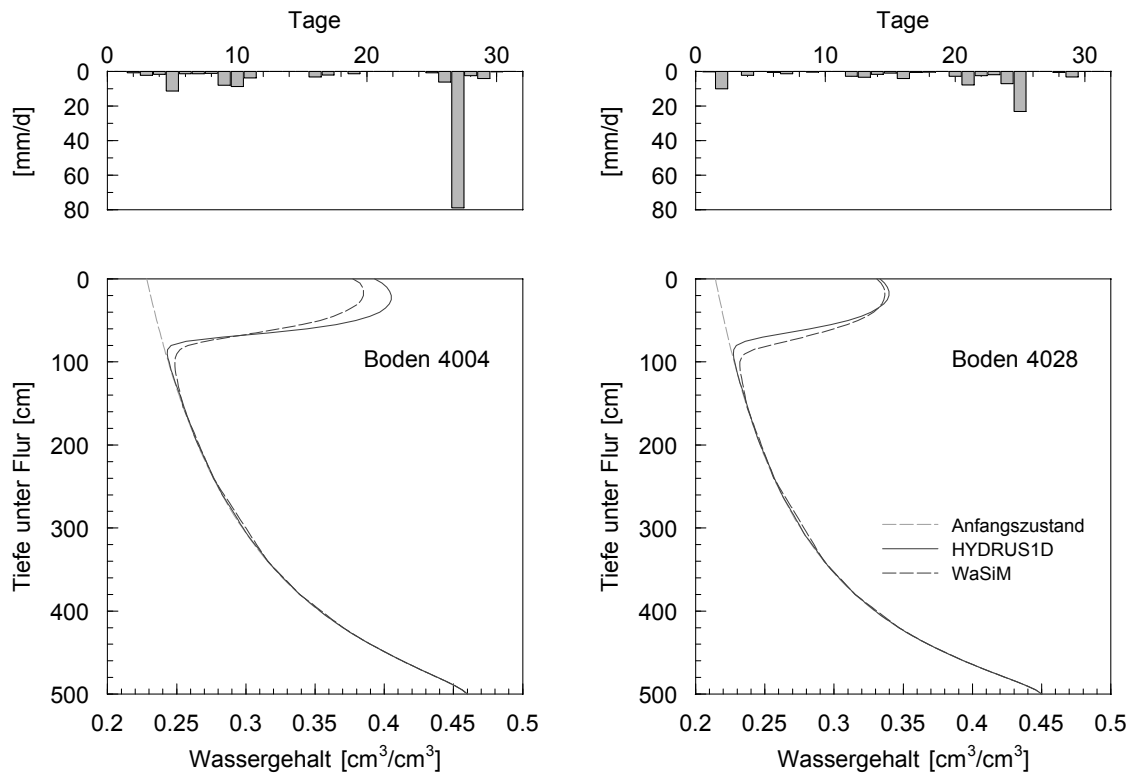 Tage
0 10 20 30
0
20
40
60
80
[mm/d]
Tage
0 10 20 30
0
20
40
60
80
[mm/d]
0
100
200
300
400
500
Tiefe unter Flur [cm]
Boden 4004
0.2 0.25 0.3 0.35 0.4 0.45 0.5
Wassergehalt [cm³/cm³]
0
100
200
300
400
500
Tiefe unter Flur [cm]
Boden 4028
Anfangszustand
HYDRUS1D
WaSiM
0.2 0.25 0.3 0.35 0.4 0.45 0.5
Wassergehalt [cm³/cm³]